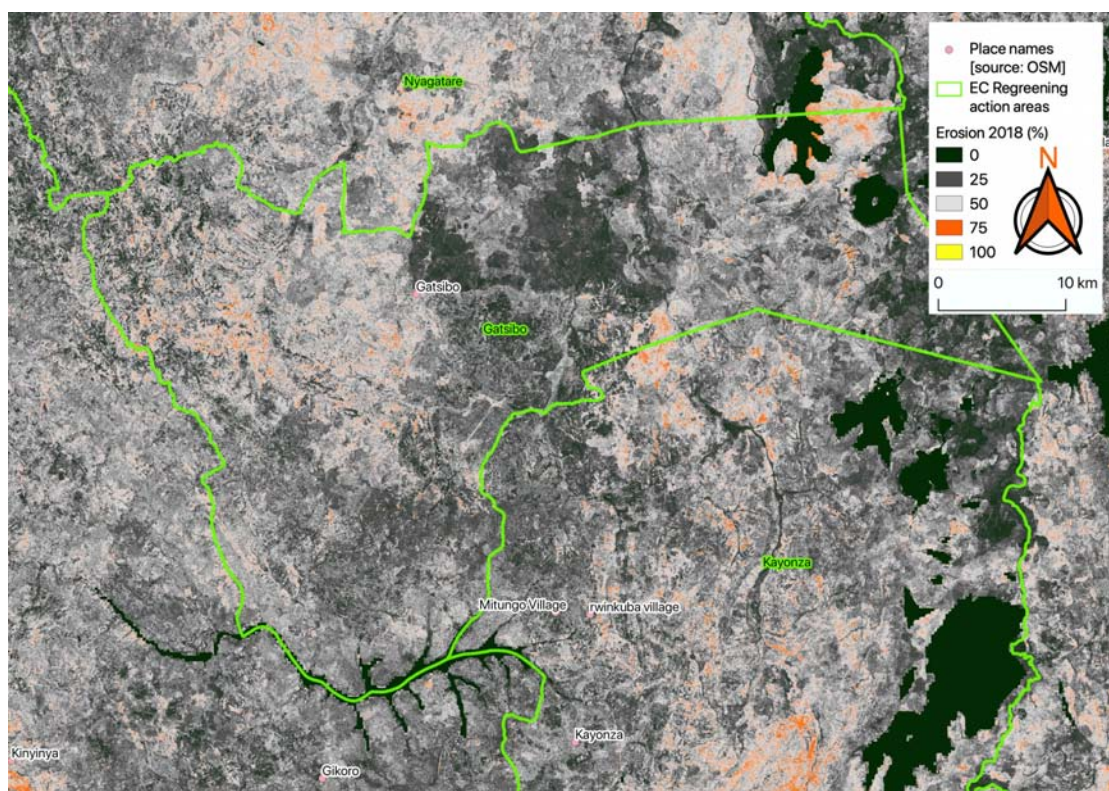 Place names
[source: OSM]
EC Regreening
action areas
Erosion 2018 (%)
0
25
50
75
100
N
0
10 km
Nyagatare
Gatsibo
Gatsibo
Kayonza
Mitungo Village
rwinkuba village
Kayonza
Kinyinya
Gikoro